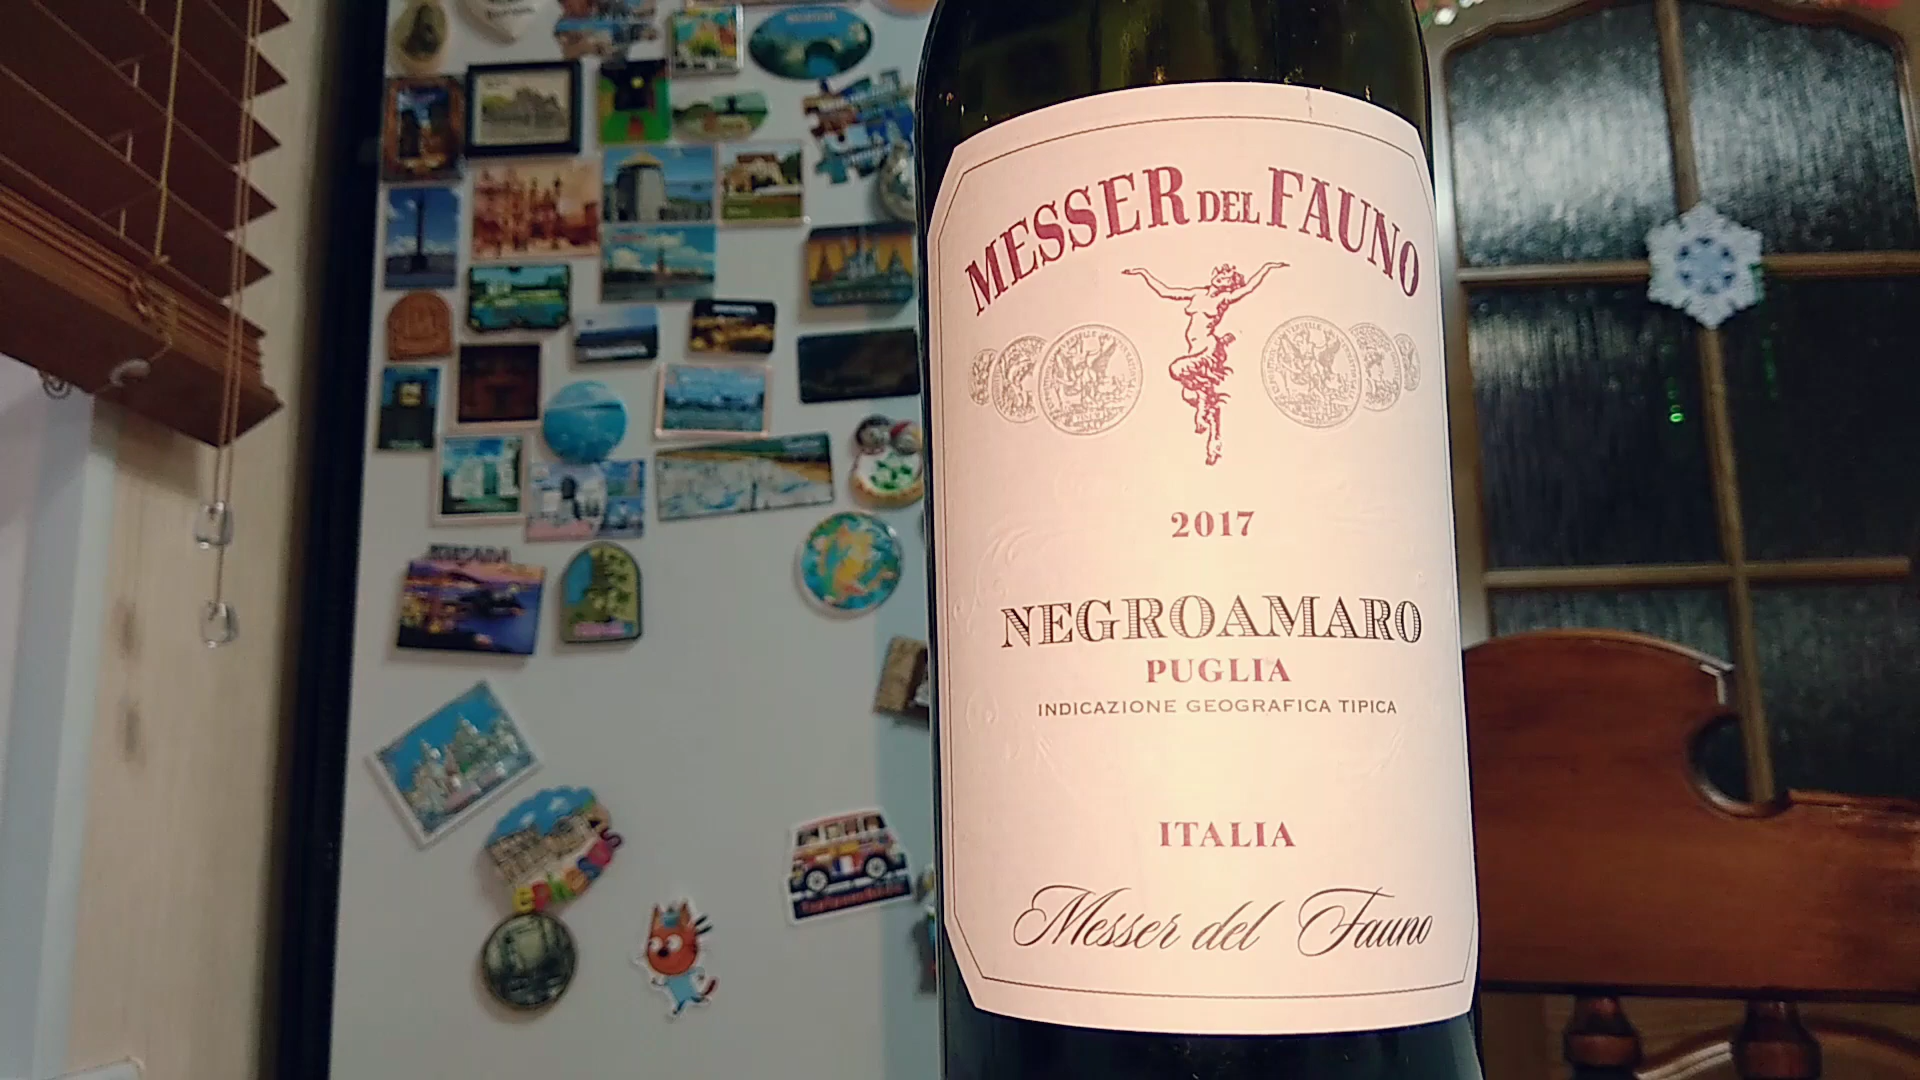 MESSER DEL FAUNO
2017
NEGROAMARO
PUGLIA
INDICAZIONE GEOGRAFICA TIPICA
ITALIA
Messer del Fauno